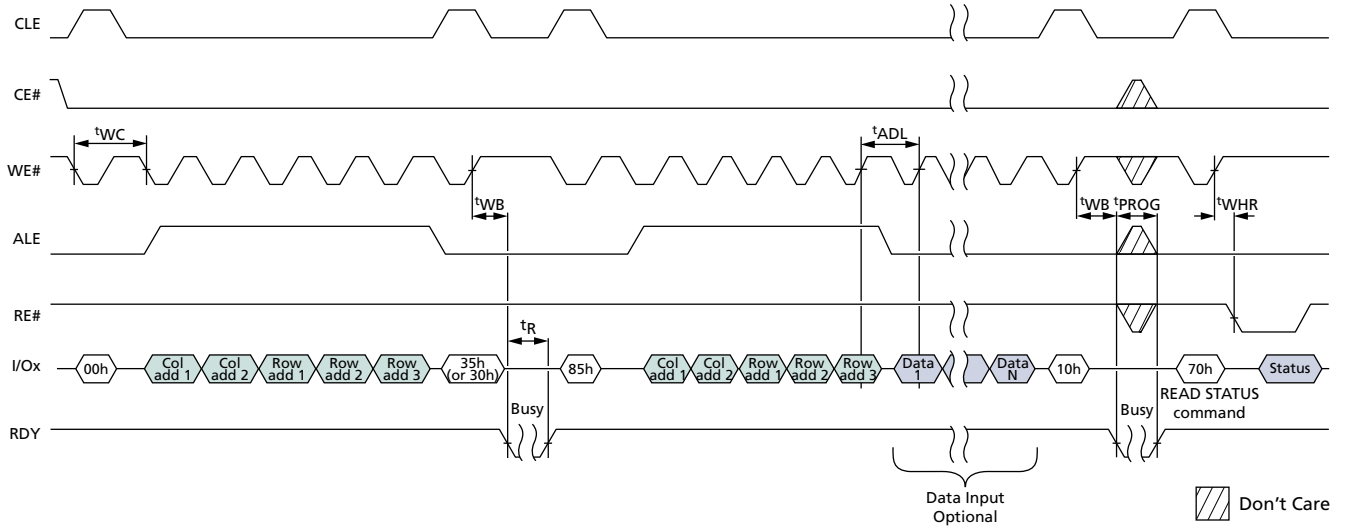 CLE
CE#
tWC
tADL
WE#
tWB
tWB
tPROG
tWHR
ALE
RE#
tR
I/Ox
00h
Col
add 1
Col
add 2
Row
add 1
Row
add 2
Row
add 3
35h
(or 30h)
85h
Col
add 1
Col
add 2
Row
add 1
Row
add 2
Row
add 3
Data
1
Data
N
10h
70h
Status
READ STATUS
command
Busy
Busy
RDY
Data Input
Optional
Don't Care